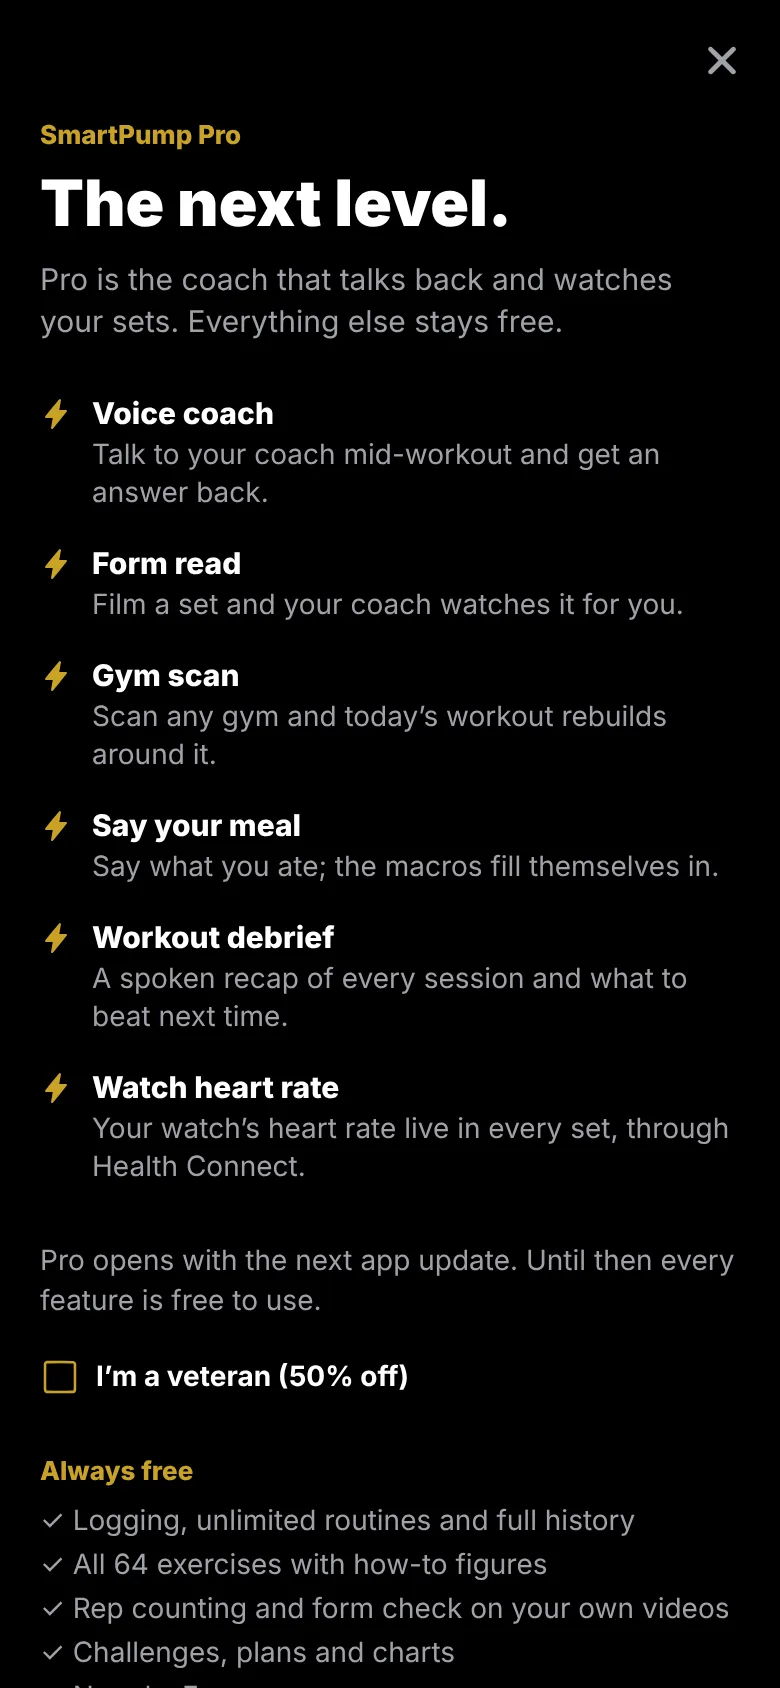 SmartPump Pro
The next level.
Pro is the coach that talks back and watches
your sets. Everything else stays free.
Voice coach
Talk to your coach mid-workout and get an
answer back.
Form read
Film a set and your coach watches it for you.
Gym scan
Scan any gym and today’s workout rebuilds
around it.
Say your meal
Say what you ate; the macros fill themselves in.
Workout debrief
A spoken recap of every session and what to
beat next time.
Watch heart rate
Your watch’s heart rate live in every set, through
Health Connect.
Pro opens with the next app update. Until then every
feature is free to use.
I’m a veteran (50% off)
Always free
✓ Logging, unlimited routines and full history
✓ All 64 exercises with how-to figures
✓ Rep counting and form check on your own videos
✓ Challenges, plans and charts